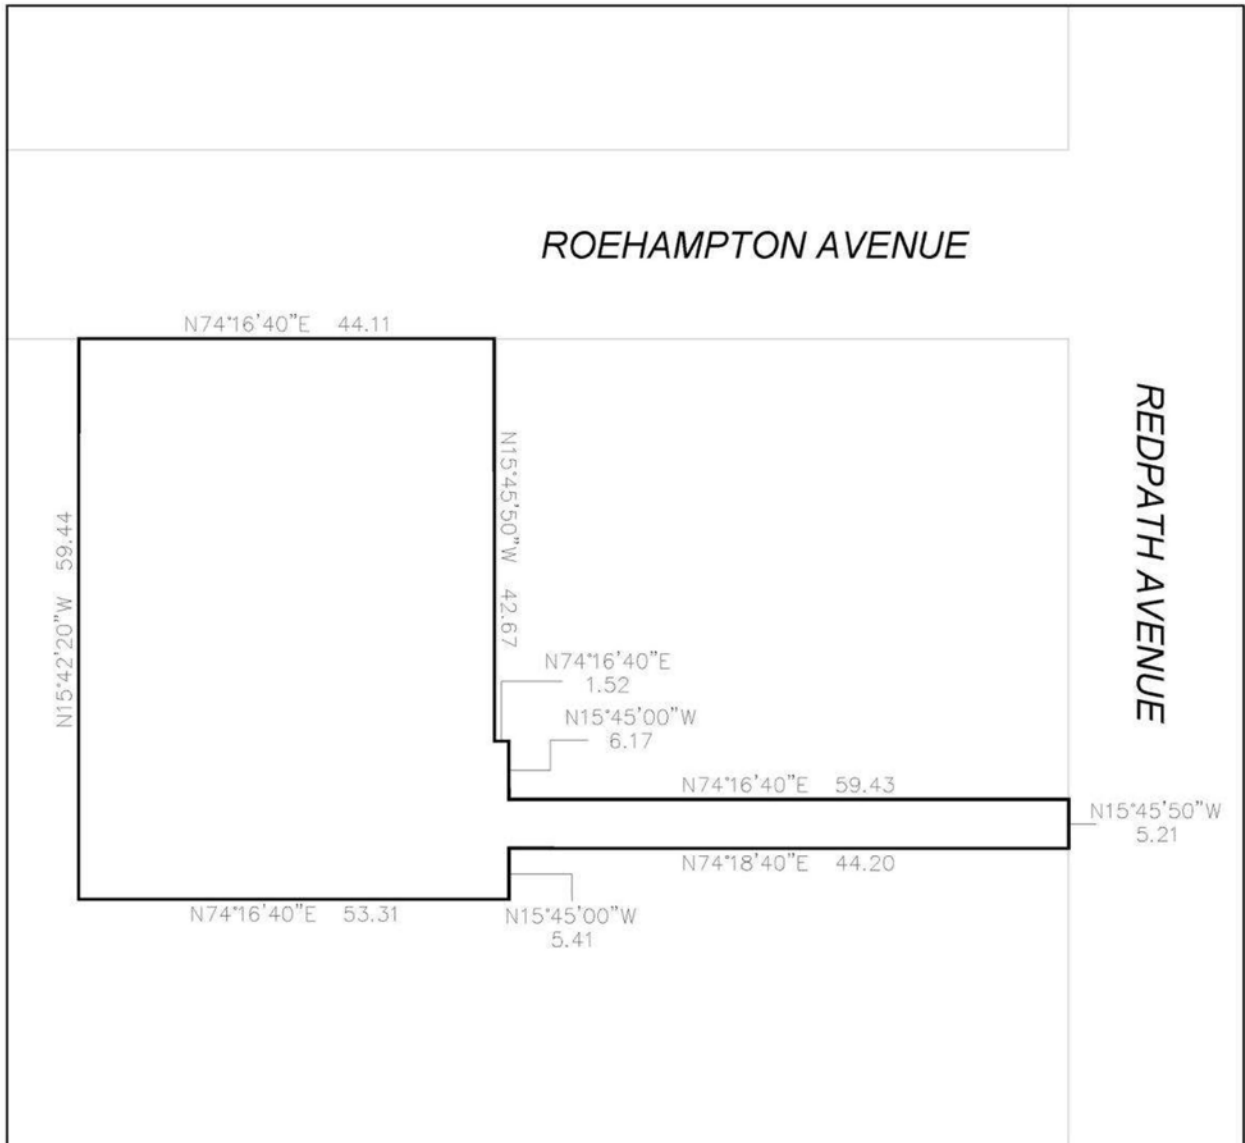 ROEHAMPTON AVENUE
N74°16'40"E 44.11
REDPATH AVENUE
N15°45'50"W 42.67
N15°42'20"W 59.44
N74°16'40"E
1.52
N15°45'00"W
6.17
N74°16'40"E 59.43
N15°45'50"W
5.21
N74°18'40"E 44.20
N74°16'40"E 53.31
N15°45'00"W
5.41